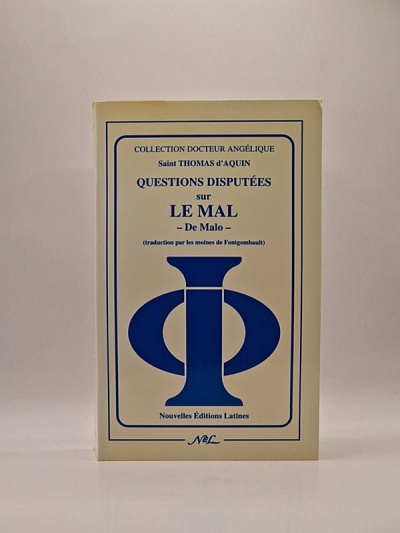 COLLECTION DOCTEUR ANGÉLIQUE
Saint THOMAS d'AQUIN
QUESTIONS DISPUTÉES
sur
LE MAL
– De Malo –
(traduction par les moines de Fontgombault)
Nouvelles Éditions Latines
NEL